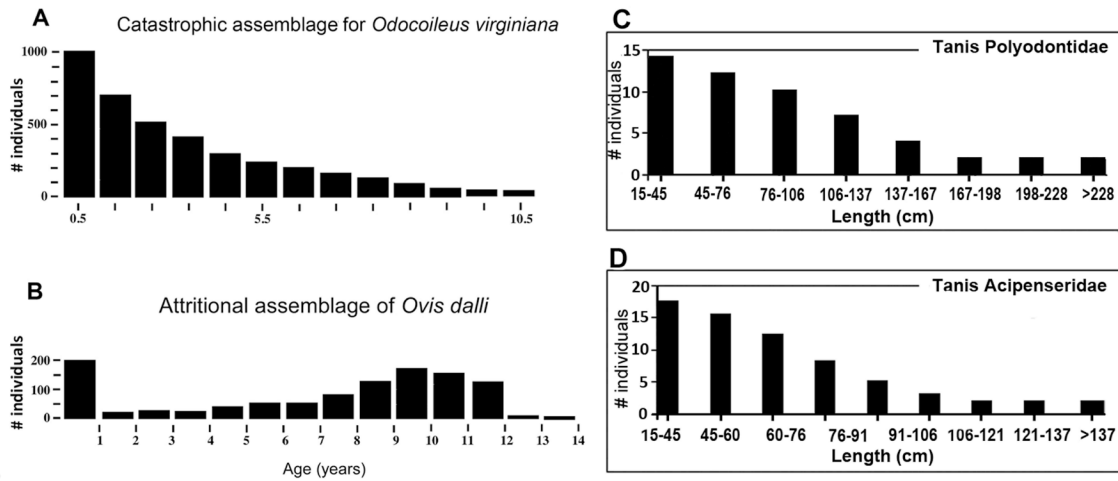 A
Catastrophic assemblage for Odocoileus virginiana
# individuals
1000
500
0
0.5 5.5 10.5
B
Attritional assemblage of Ovis dalli
# individuals
200
100
0
1 2 3 4 5 6 7 8 9 10 11 12 13 14
Age (years)
C
Tanis Polyodontidae
# individuals
15
10
5
0
15-45 45-76 76-106 106-137 137-167 167-198 198-228 >228
Length (cm)
D
Tanis Acipenseridae
# individuals
20
15
10
5
0
15-45 45-60 60-76 76-91 91-106 106-121 121-137 >137
Length (cm)